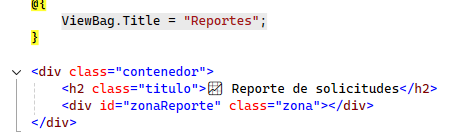 @{
    ViewBag.Title = "Reportes";
}
<div class="contenedor">
    <h2 class="titulo">📈 Reporte de solicitudes</h2>
    <div id="zonaReporte" class="zona"></div>
</div>